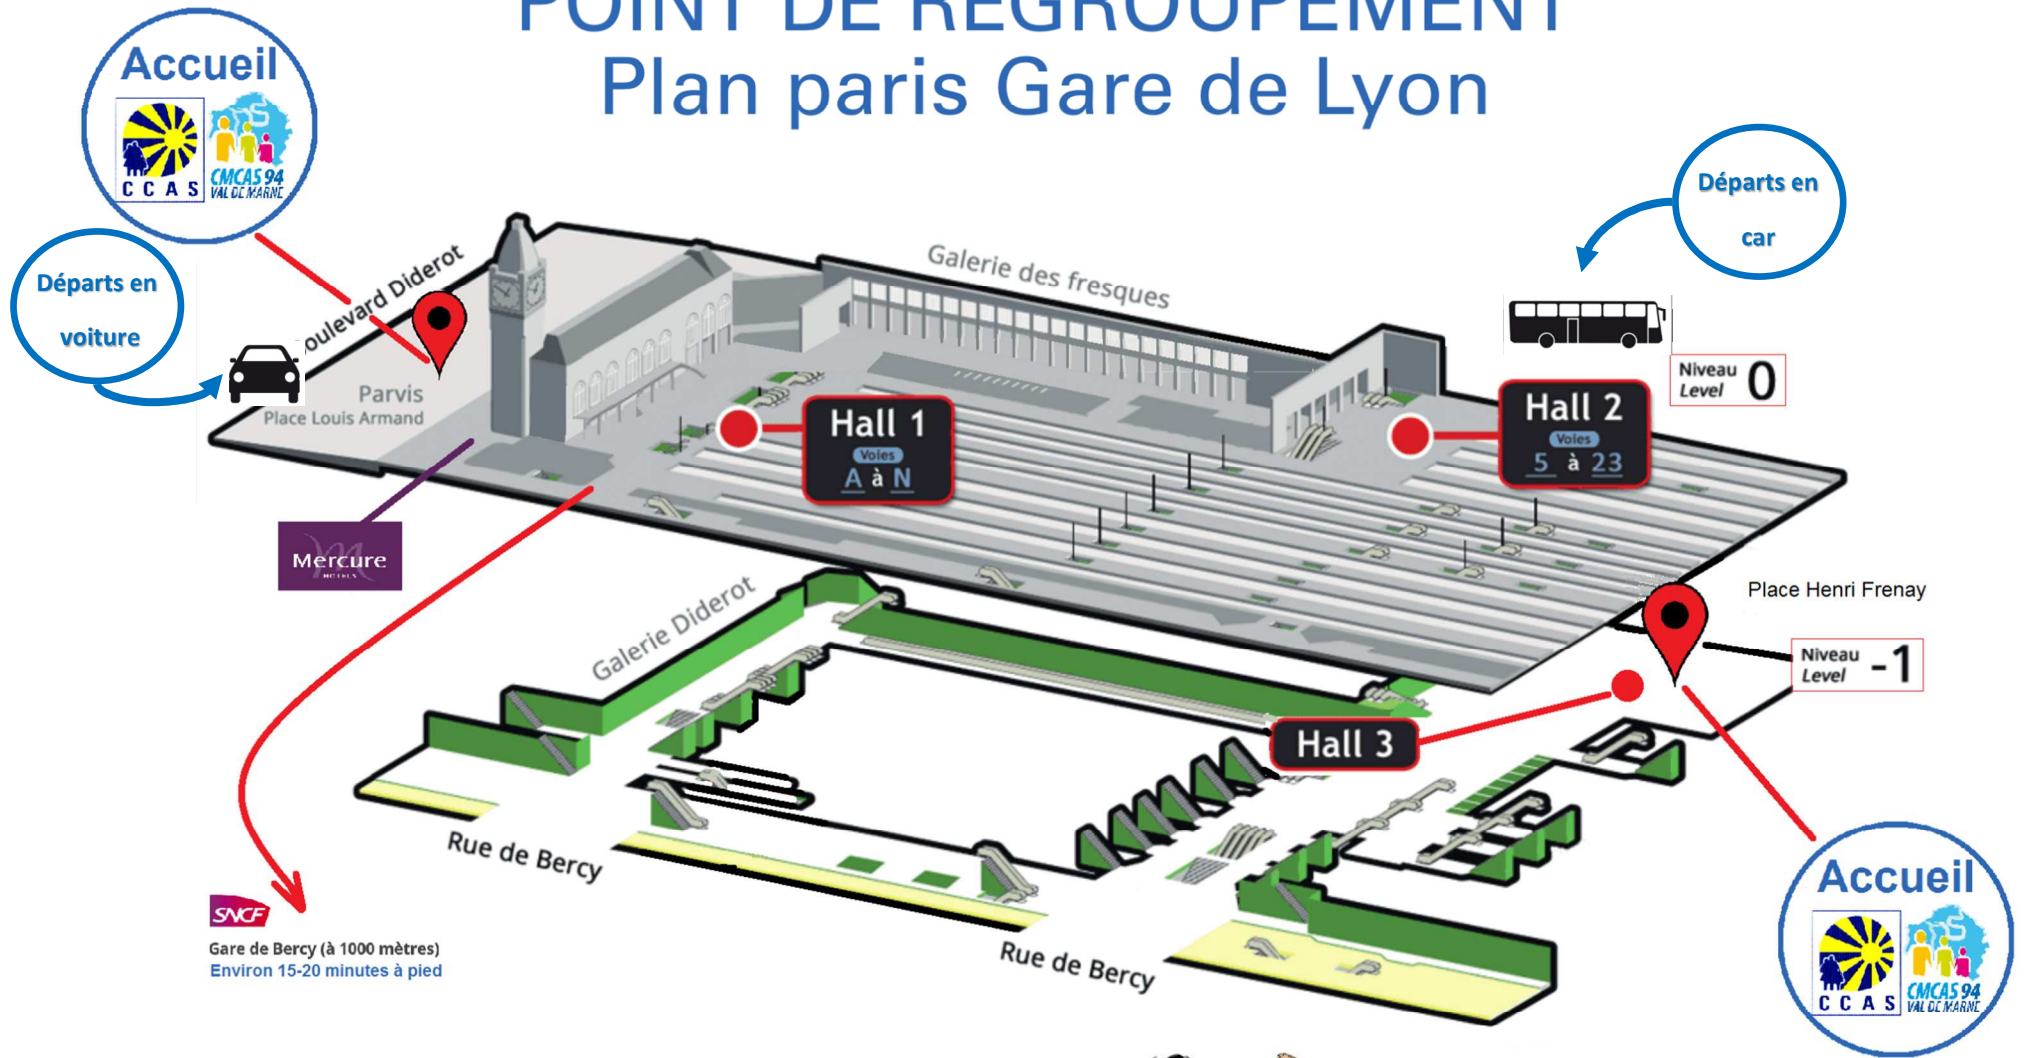 POINT DE REGROUPEMENT
Plan paris Gare de Lyon
Accueil
CCAS
CMCAS 94
VAL DE MARNE
Départs en
voiture
Départs en
car
oulevard Diderot
Parvis
Place Louis Armand
Galerie des fresques
Niveau
Level 0
Hall 1
Voies
A à N
Hall 2
Voies
5 à 23
Mercure
HOTELS
Galerie Diderot
Place Henri Frenay
Niveau
Level -1
Hall 3
Rue de Bercy
Rue de Bercy
SNCF
Gare de Bercy (à 1000 mètres)
Environ 15-20 minutes à pied
Accueil
CCAS
CMCAS 94
VAL DE MARNE